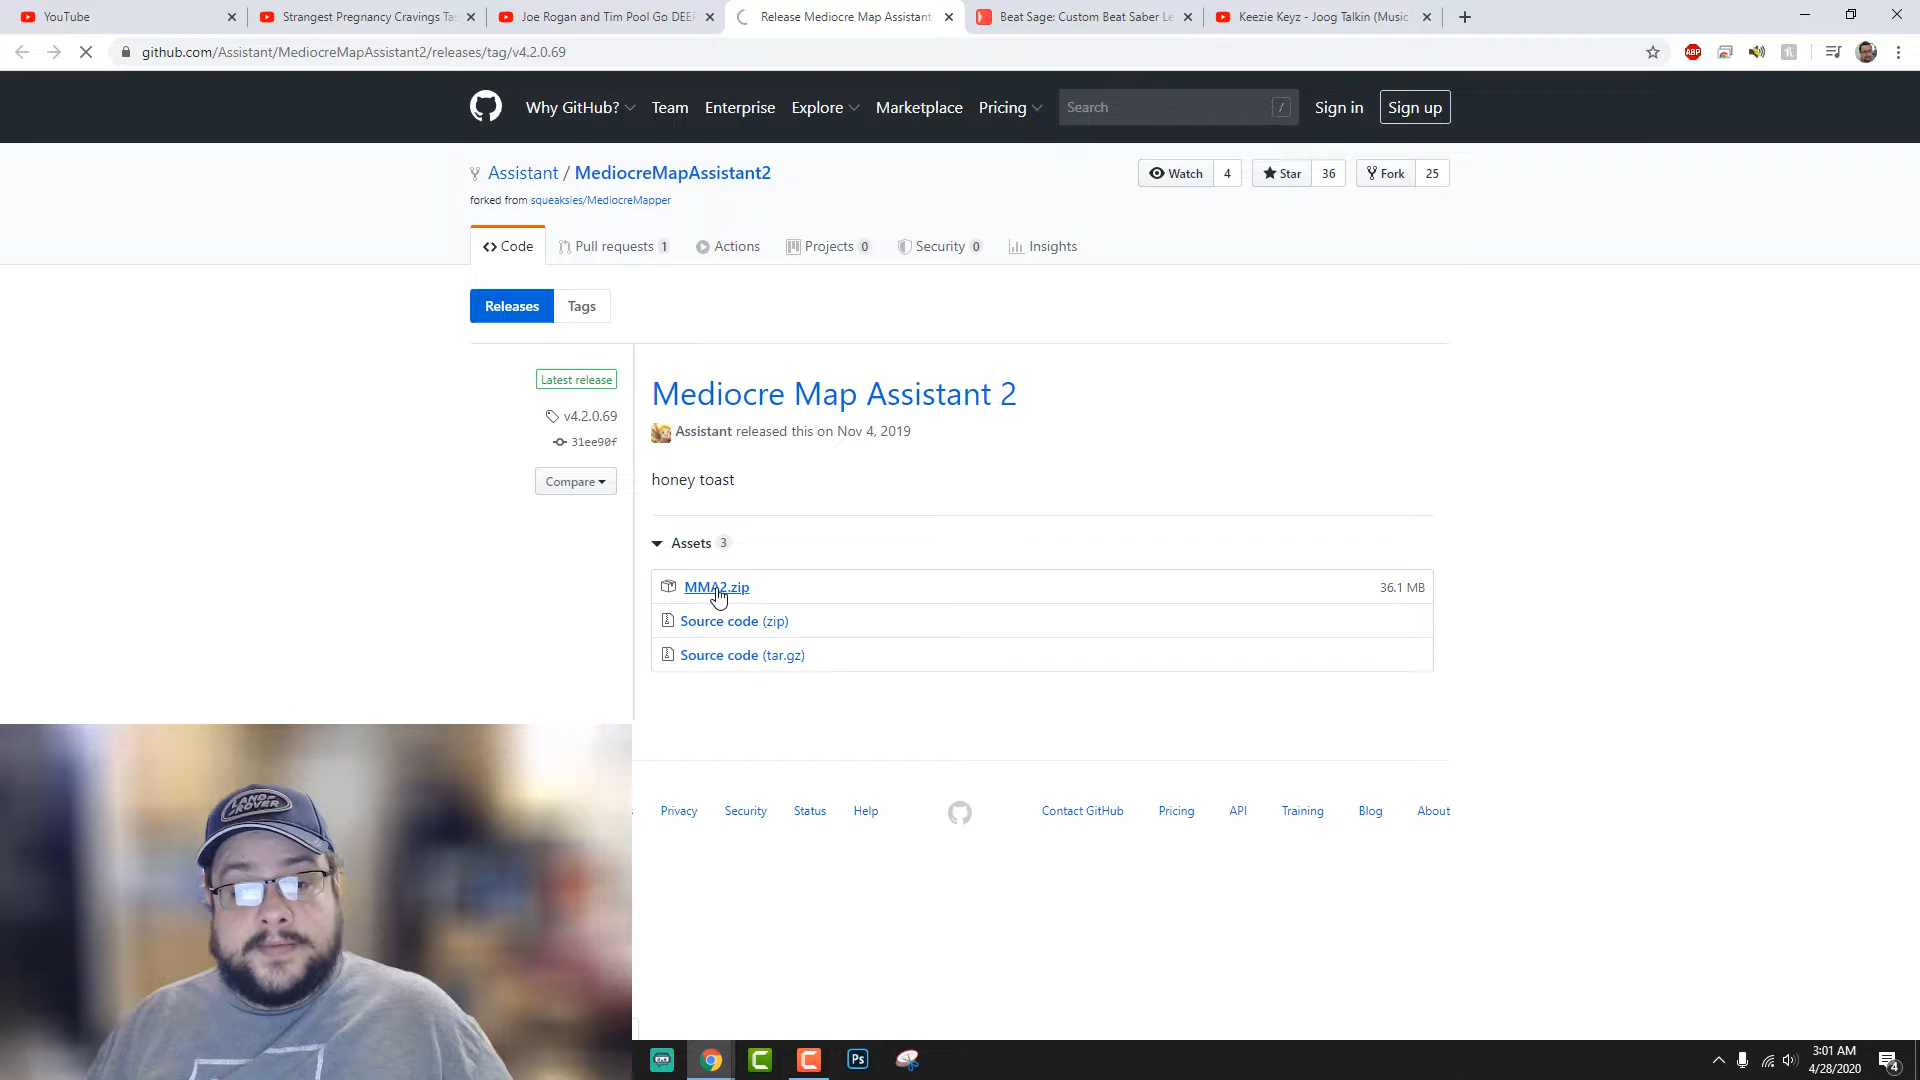 YouTube
Strangest Pregnancy Cravings Ta
Joe Rogan and Tim Pool Go DEE
Release Mediocre Map Assistant
Beat Sage: Custom Beat Saber Le
Keezie Keyz - Joog Talkin (Music
github.com/Assistant/MediocreMapAssistant2/releases/tag/v4.2.0.69
ABP
Why GitHub? Team Enterprise Explore Marketplace Pricing
Search /
Sign in Sign up
Assistant / MediocreMapAssistant2
Watch 4 Star 36 Fork 25
forked from squeaksies/MediocreMapper
Code Pull requests 1 Actions Projects 0 Security 0 Insights
Releases Tags
Latest release
v4.2.0.69
31ee90f
Compare
Mediocre Map Assistant 2
Assistant released this on Nov 4, 2019
honey toast
Assets 3
MMA2.zip 36.1 MB
Source code (zip)
Source code (tar.gz)
LAND-
ROVER
Privacy Security Status Help Contact GitHub Pricing API Training Blog About
Ps
3:01 AM
4/28/2020
4